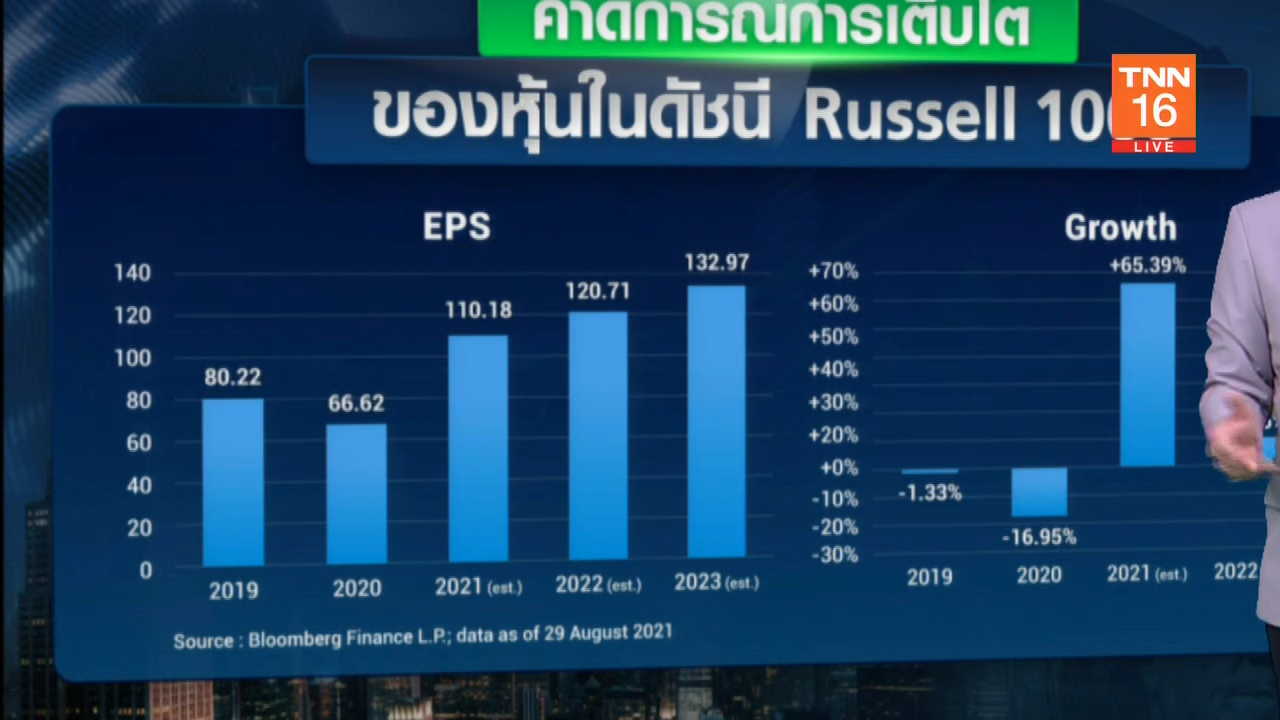 คาดการณ์การเติบโต
ของหุ้นในดัชนี Russell
TNN
16
LIVE
EPS
140
120
100
80
60
40
20
0
80.22
66.62
110.18
120.71
132.97
2019
2020
2021 (est.)
2022 (est.)
2023 (est.)
Growth
+70%
+60%
+50%
+40%
+30%
+20%
+0%
-10%
-20%
-30%
-1.33%
-16.95%
+65.39%
2019
2020
2021 (est.)
2022
Source : Bloomberg Finance L.P.; data as of 29 August 2021